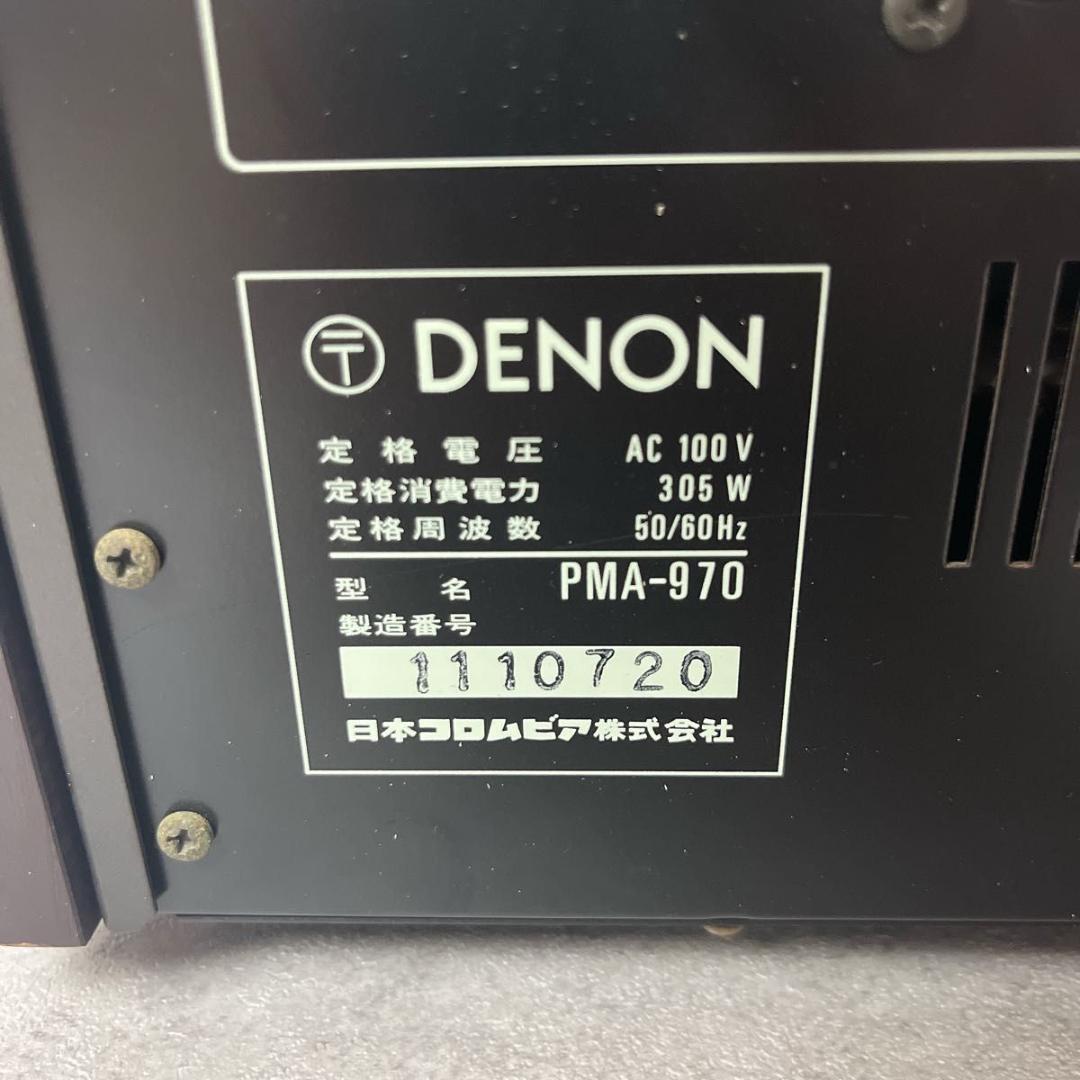 〒 DENON
定格電圧 AC 100 V
定格消費電力 305 W
定格周波数 50/60Hz
型名 PMA-970
製造番号
1110720
日本コロムビア株式会社